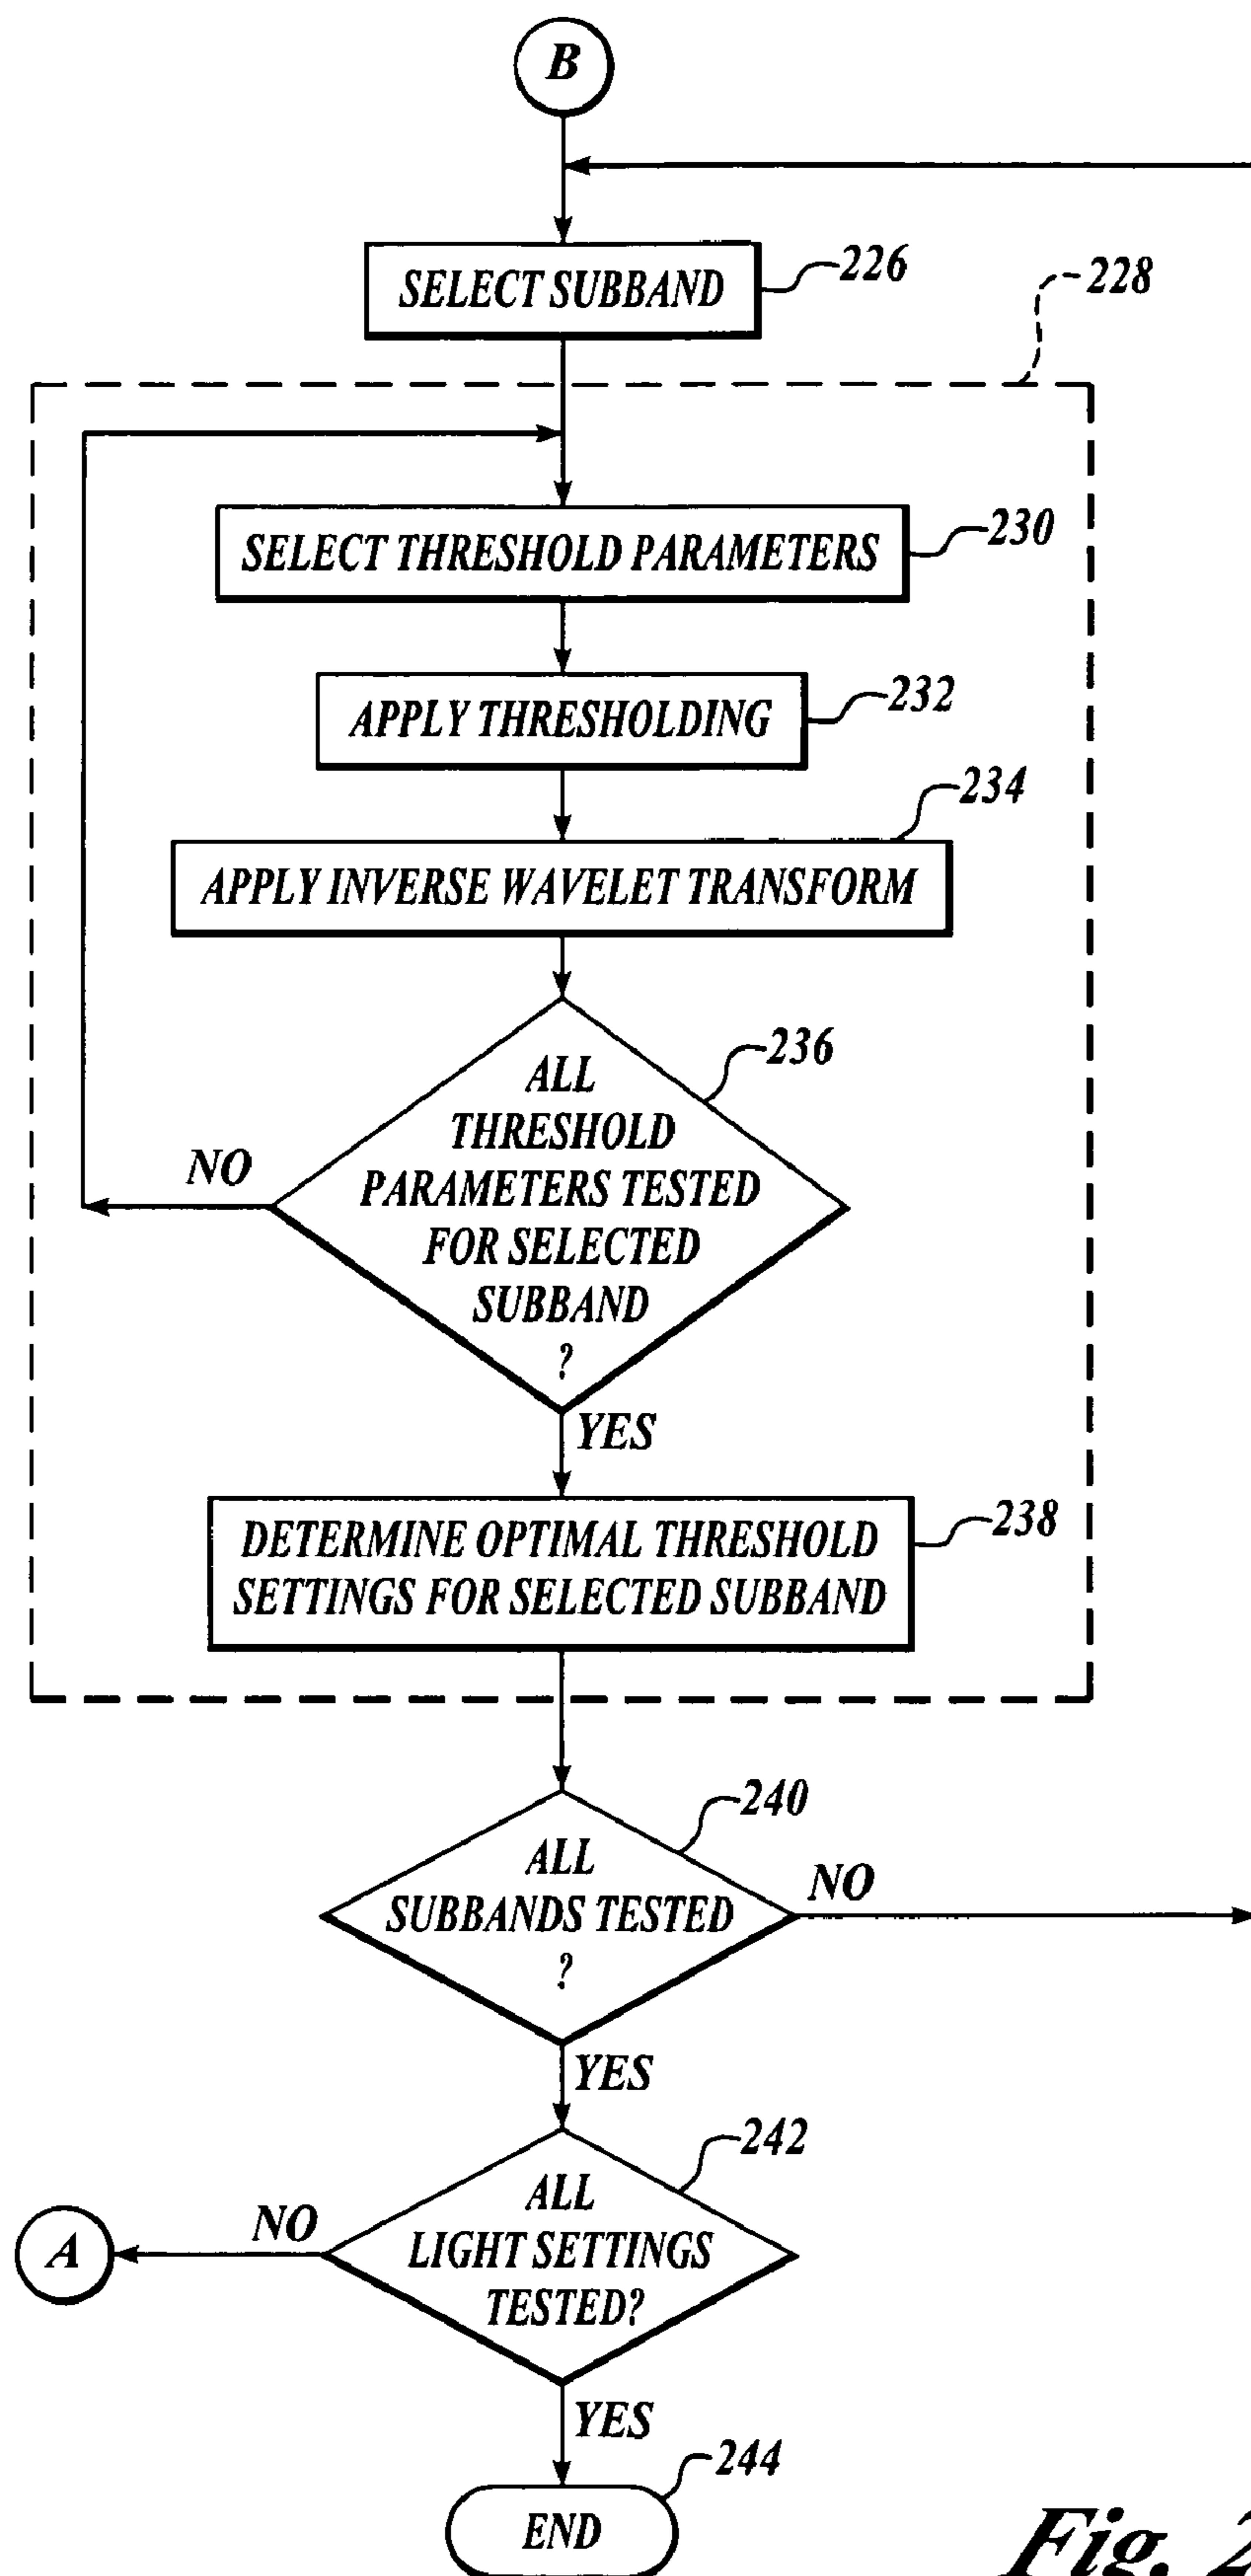 B
SELECT SUBBAND
226
228
SELECT THRESHOLD PARAMETERS
230
APPLY THRESHOLDING
232
234
APPLY INVERSE WAVELET TRANSFORM
236
ALL
THRESHOLD
PARAMETERS TESTED
FOR SELECTED
SUBBAND
?
NO
YES
238
DETERMINE OPTIMAL THRESHOLD
SETTINGS FOR SELECTED SUBBAND
240
ALL
SUBBANDS TESTED
?
NO
YES
242
ALL
LIGHT SETTINGS
TESTED?
NO
A
YES
244
END
Fig. 2